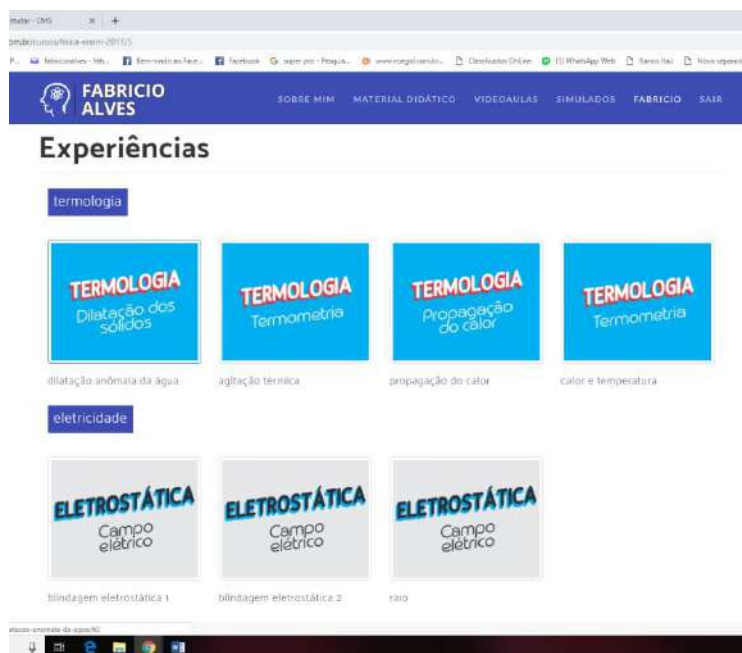 FABRICIO
ALVES
SOBRE MIM MATERIAL DIDÁTICO VIDEOAULAS SIMULADOS FABRICIO SAIR
Experiências
termologia
TERMOLOGIA
Dilatação dos
sólidos
TERMOLOGIA
Termometria
TERMOLOGIA
Propagação
do calor
TERMOLOGIA
Termometria
dilatação anômala da água
agitação térmica
propagação do calor
calor e temperatura
eletricidade
ELETROSTÁTICA
Campo
elétrico
ELETROSTÁTICA
Campo
elétrico
ELETROSTÁTICA
Campo
elétrico
blindagem eletrostática 1
blindagem eletrostática 2
raio